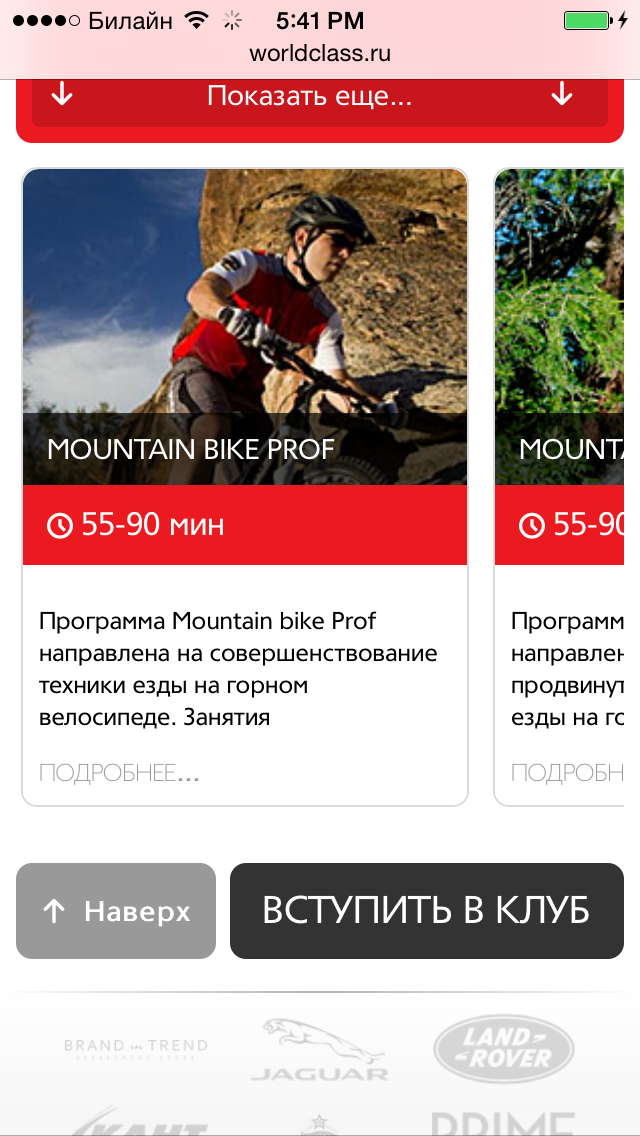 Билайн 5:41 PM
worldclass.ru
Показать еще...
MOUNTAIN BIKE PROF
55-90 мин
Программа Mountain bike Prof
направлена на совершенствование
техники езды на горном
велосипеде. Занятия
ПОДРОБНЕЕ...
MOUNTA
55-90
Программ
направлен
продвинут
езды на го
ПОДРОБН
Наверх
ВСТУПИТЬ В КЛУБ
BRAND in TREND
DEPARTMENT STORE
JAGUAR
LAND
ROVER
КАНТ
PRIME